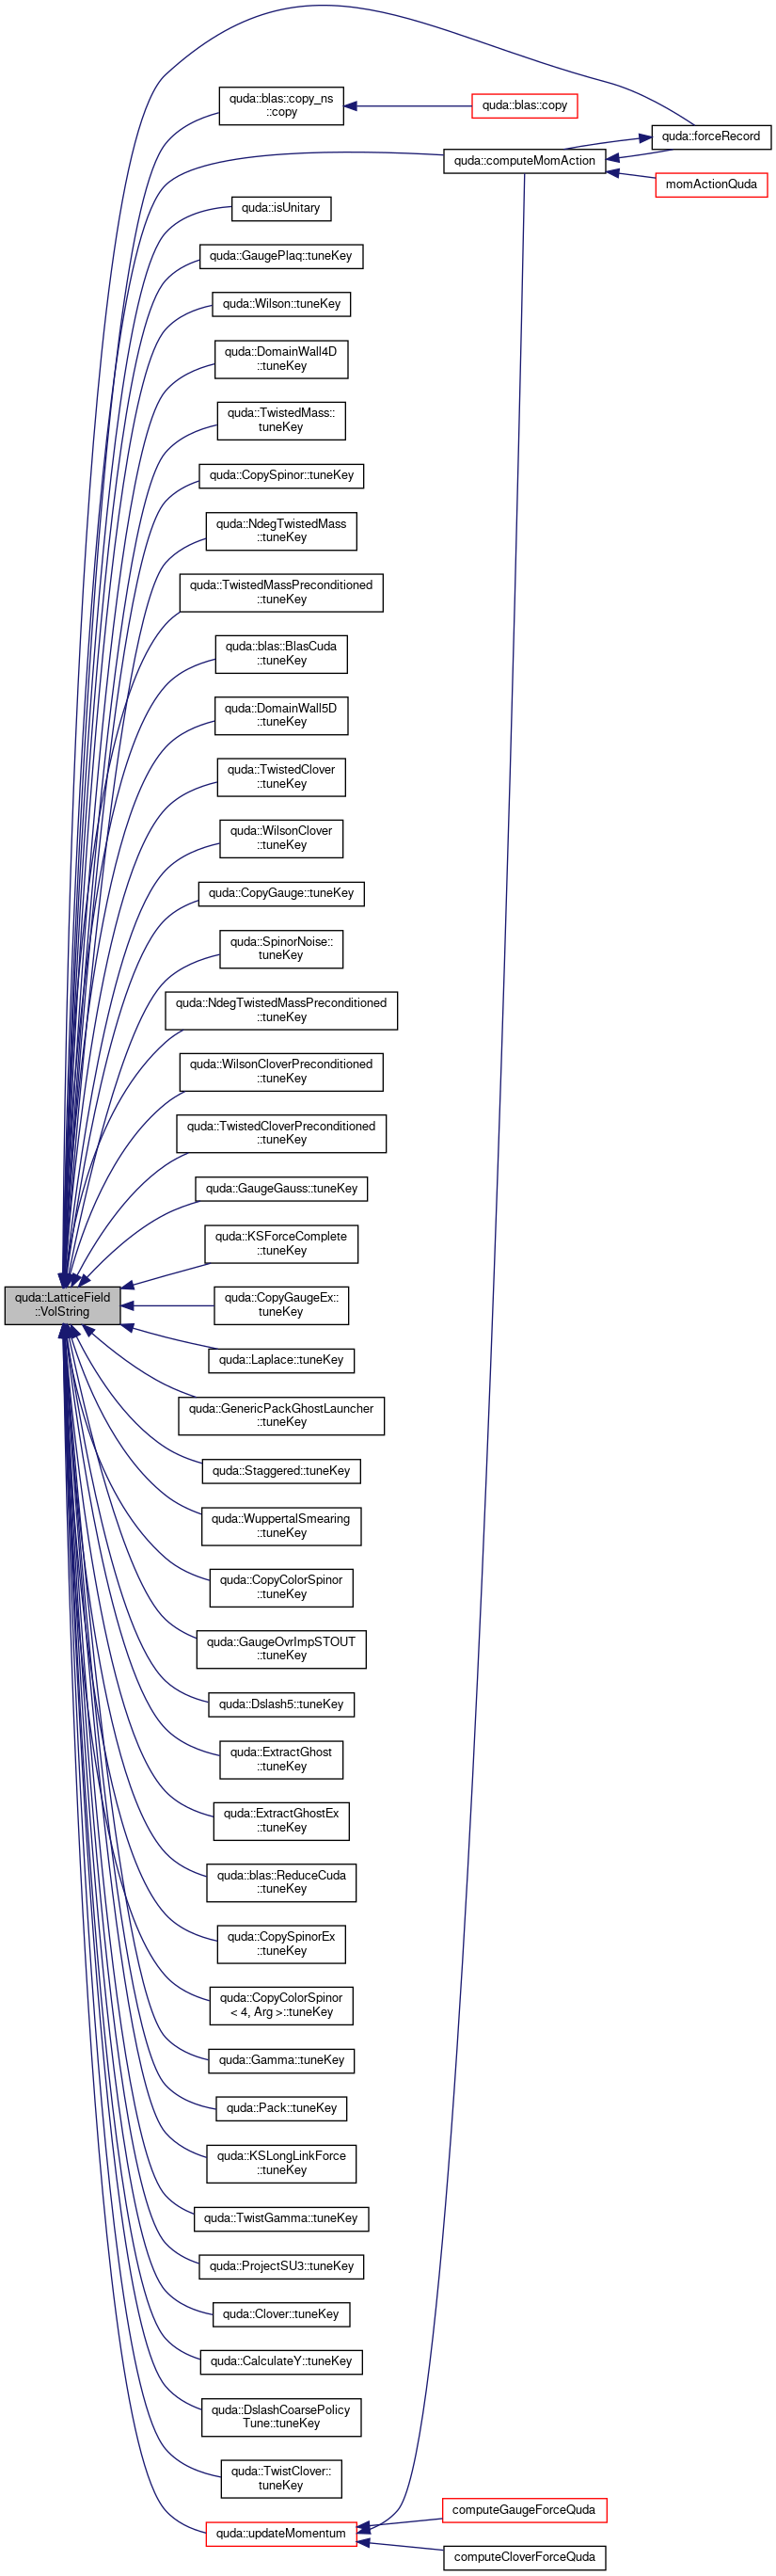 quda::blas::copy_ns
::copy
quda::blas::copy
quda::forceRecord
quda::computeMomAction
momActionQuda
quda::isUnitary
quda::GaugePlaq::tuneKey
quda::Wilson::tuneKey
quda::DomainWall4D
::tuneKey
quda::TwistedMass::
tuneKey
quda::CopySpinor::tuneKey
quda::NdegTwistedMass
::tuneKey
quda::TwistedMassPreconditioned
::tuneKey
quda::blas::BlasCuda
::tuneKey
quda::DomainWall5D
::tuneKey
quda::TwistedClover
::tuneKey
quda::WilsonClover
::tuneKey
quda::CopyGauge::tuneKey
quda::SpinorNoise::
tuneKey
quda::NdegTwistedMassPreconditioned
::tuneKey
quda::WilsonCloverPreconditioned
::tuneKey
quda::TwistedCloverPreconditioned
::tuneKey
quda::GaugeGauss::tuneKey
quda::KSForceComplete
::tuneKey
quda::LatticeField
::VolString
quda::CopyGaugeEx::
tuneKey
quda::Laplace::tuneKey
quda::GenericPackGhostLauncher
::tuneKey
quda::Staggered::tuneKey
quda::WuppertalSmearing
::tuneKey
quda::CopyColorSpinor
::tuneKey
quda::GaugeOvrImpSTOUT
::tuneKey
quda::Dslash5::tuneKey
quda::ExtractGhost
::tuneKey
quda::ExtractGhostEx
::tuneKey
quda::blas::ReduceCuda
::tuneKey
quda::CopySpinorEx
::tuneKey
quda::CopyColorSpinor
< 4, Arg >::tuneKey
quda::Gamma::tuneKey
quda::Pack::tuneKey
quda::KSLongLinkForce
::tuneKey
quda::TwistGamma::tuneKey
quda::ProjectSU3::tuneKey
quda::Clover::tuneKey
quda::CalculateY::tuneKey
quda::DslashCoarsePolicy
Tune::tuneKey
quda::TwistClover::
tuneKey
quda::updateMomentum
computeGaugeForceQuda
computeCloverForceQuda